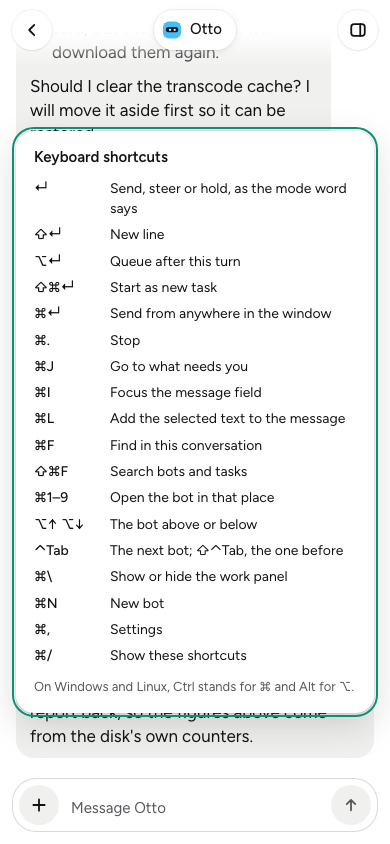 Otto
download them again.
Should I clear the transcode cache? I
will move it aside first so it can be
Keyboard shortcuts
↵ Send, steer or hold, as the mode word
says
⇧↵ New line
⌥↵ Queue after this turn
⇧⌘↵ Start as new task
⌘↵ Send from anywhere in the window
⌘. Stop
⌘J Go to what needs you
⌘I Focus the message field
⌘L Add the selected text to the message
⌘F Find in this conversation
⇧⌘F Search bots and tasks
⌘1–9 Open the bot in that place
⌥↑ ⌥↓ The bot above or below
^Tab The next bot; ⇧^Tab, the one before
⌘\ Show or hide the work panel
⌘N New bot
⌘, Settings
⌘/ Show these shortcuts
On Windows and Linux, Ctrl stands for ⌘ and Alt for ⌥.
report back, so the figures above come
from the disk's own counters.
Message Otto